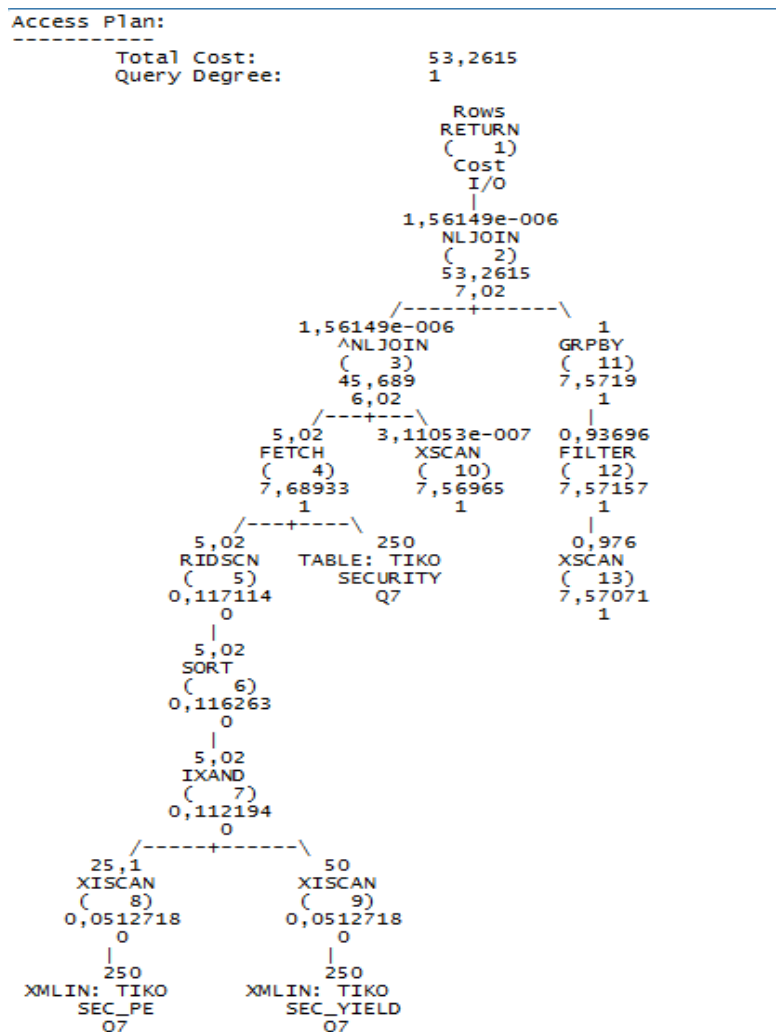 Access Plan:
-----------
Total Cost: 53,2615
Query Degree: 1
Rows
RETURN
( 1)
Cost
I/O
|
1,56149e-006
NLJOIN
( 2)
53,2615
7,02
/-----+------\
1,56149e-006 1
^NLJOIN GRPBY
( 3) ( 11)
45,689 7,5719
6,02 1
/---+---\ |
5,02 3,11053e-007 0,93696
FETCH XSCAN FILTER
( 4) ( 10) ( 12)
7,68933 7,56965 7,57157
1 1 1
/---+----\ |
5,02 250 0,976
RIDSCN TABLE: TIKO XSCAN
( 5) SECURITY ( 13)
0,117114 Q7 7,57071
0 1
|
5,02
SORT
( 6)
0,116263
0
|
5,02
IXAND
( 7)
0,112194
0
/-----+------\
25,1 50
XISCAN XISCAN
( 8) ( 9)
0,0512718 0,0512718
0 0
| |
250 250
XMLIN: TIKO XMLIN: TIKO
SEC_PE SEC_YIELD
Q7 Q7